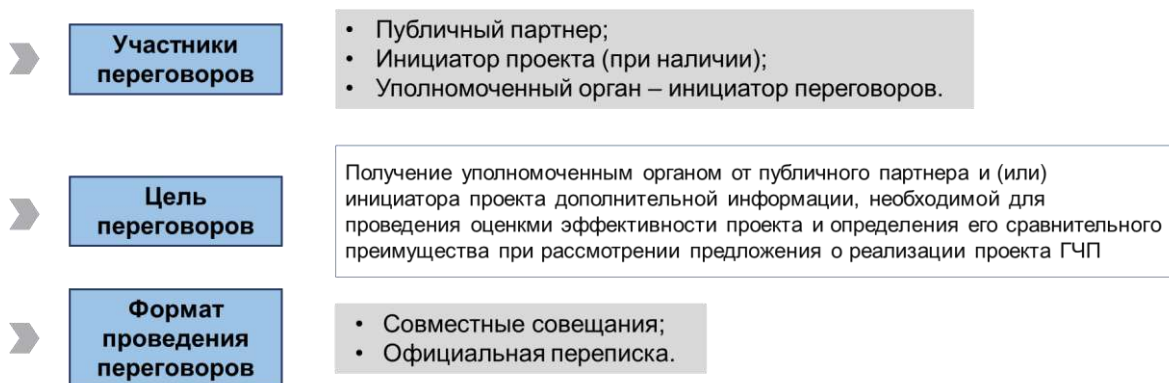 Участники
переговоров
• Публичный партнер;
• Инициатор проекта (при наличии);
• Уполномоченный орган – инициатор переговоров.
Цель
переговоров
Получение уполномоченным органом от публичного партнера и (или)
инициатора проекта дополнительной информации, необходимой для
проведения оценкми эффективности проекта и определения его сравнительного
преимущества при рассмотрении предложения о реализации проекта ГЧП
Формат
проведения
переговоров
• Совместные совещания;
• Официальная переписка.